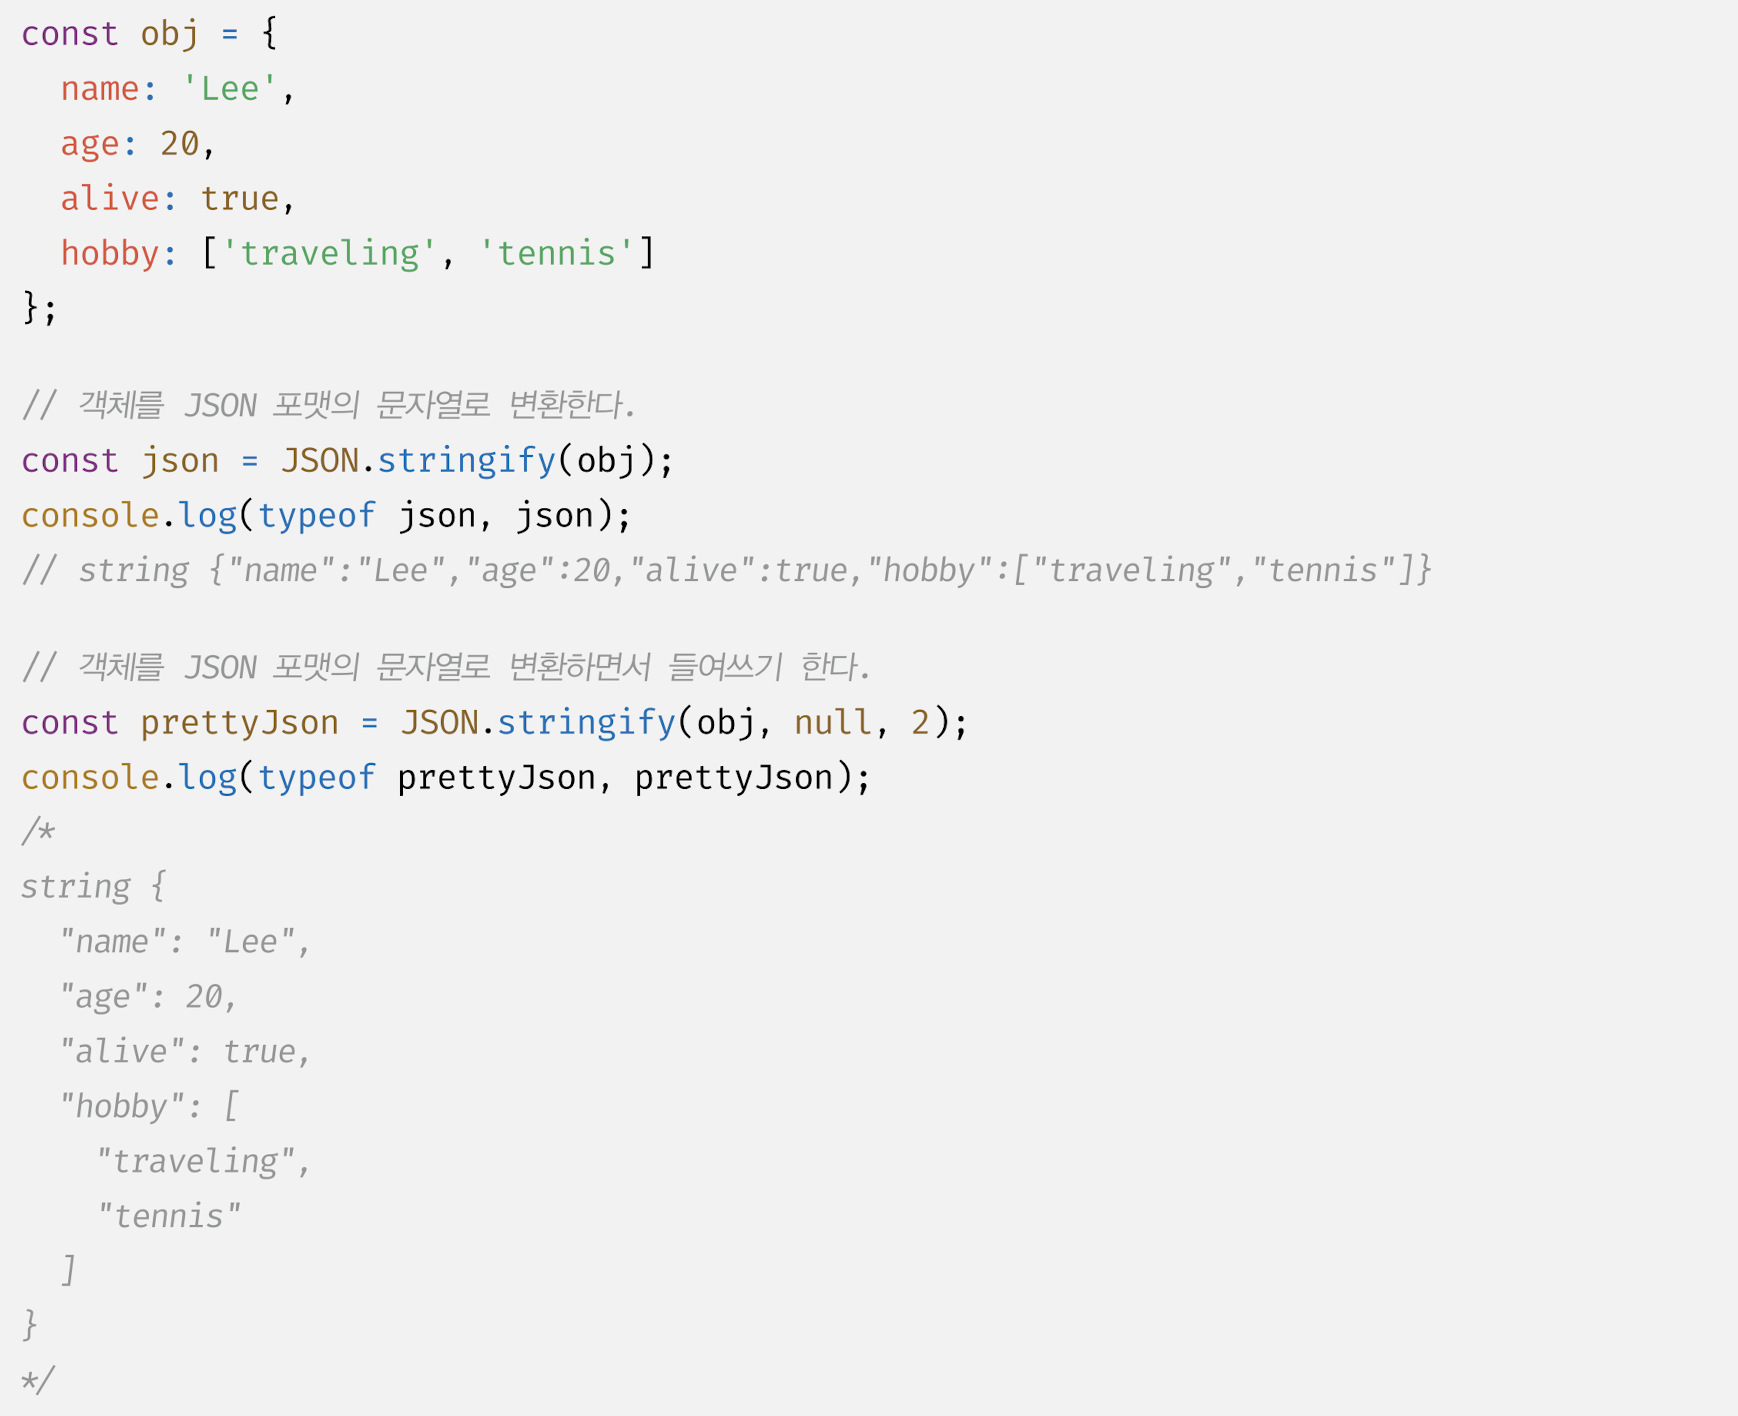 const obj = {
  name: 'Lee',
  age: 20,
  alive: true,
  hobby: ['traveling', 'tennis']
};
// 객체를 JSON 포맷의 문자열로 변환한다.
const json = JSON.stringify(obj);
console.log(typeof json, json);
// string {"name":"Lee","age":20,"alive":true,"hobby":["traveling","tennis"]}
// 객체를 JSON 포맷의 문자열로 변환하면서 들여쓰기 한다.
const prettyJson = JSON.stringify(obj, null, 2);
console.log(typeof prettyJson, prettyJson);
/*
string {
  "name": "Lee",
  "age": 20,
  "alive": true,
  "hobby": [
    "traveling",
    "tennis"
  ]
}
*/